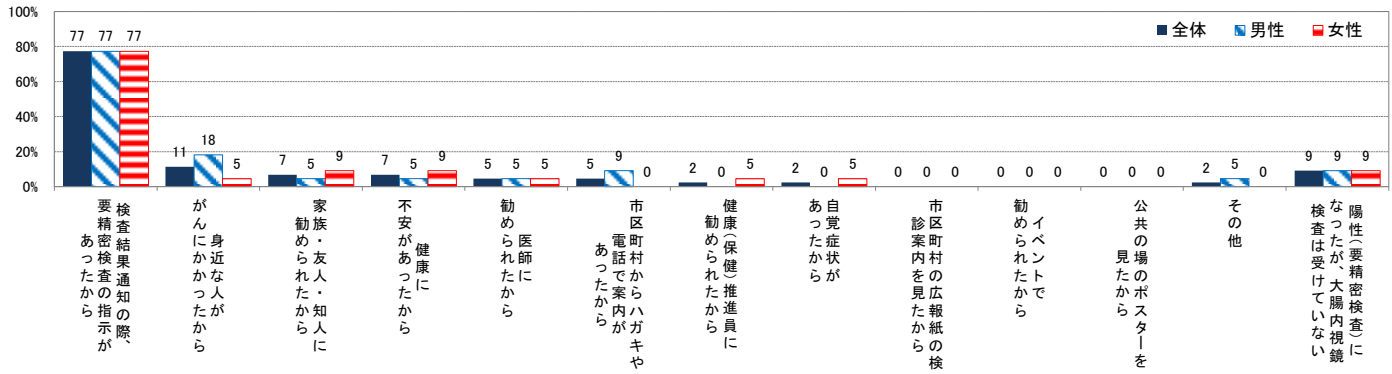 100%
80%
60%
40%
20%
0%
全体 男性 女性
77 77 77
11 18 5
7 5 9
7 5 9
5 5 5
5 9 0
2 0 5
2 0 5
0 0 0
0 0 0
0 0 0
2 5 0
9 9 9
検査結果通知の際、
要精密検査の指示が
あったから
身近な人が
がんにかかったから
家族・友人・知人に
勧められたから
健康に
不安があったから
医師に
勧められたから
市区町村からハガキや
電話で案内が
あったから
健康(保健)推進員に
勧められたから
自覚症状が
あったから
市区町村の広報紙の検
診案内を見たから
イベントで
勧められたから
公共の場のポスターを
見たから
その他
陽性(要精密検査)に
なったが、大腸内視鏡
検査は受けていない